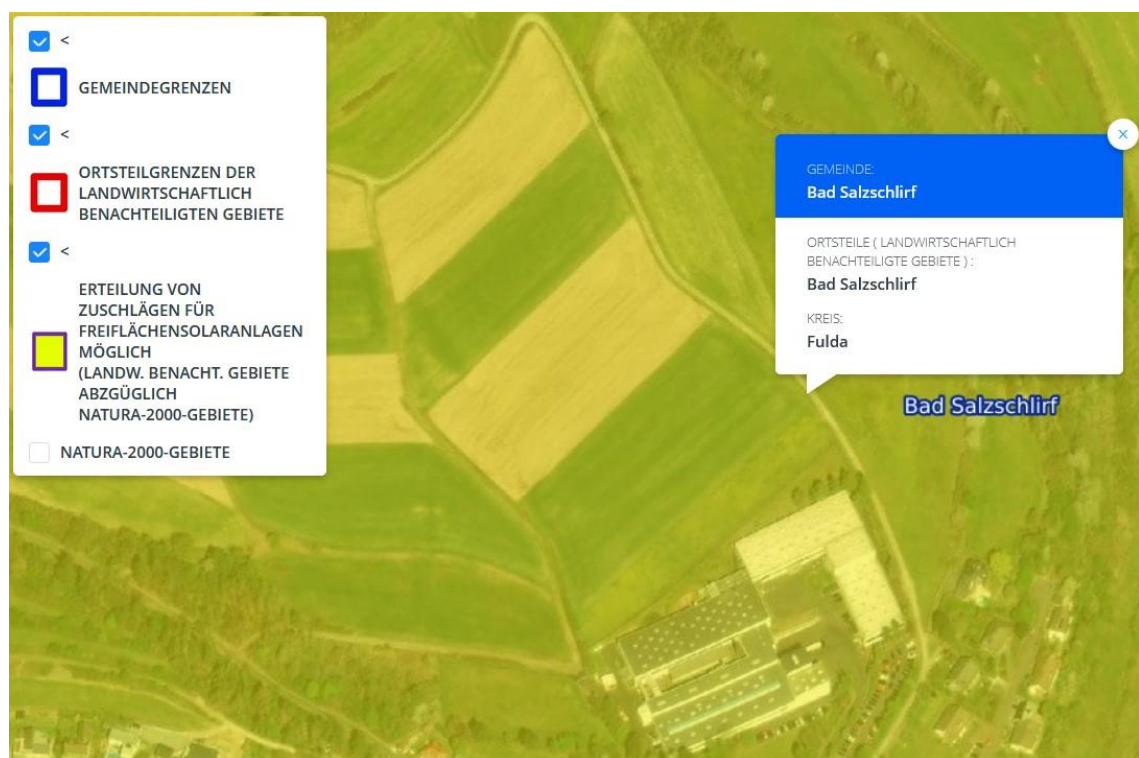 <
GEMEINDEGRENZEN
<
ORTSTEILGRENZEN DER
LANDWIRTSCHAFTLICH
BENACHTEILIGTEN GEBIETE
<
ERTEILUNG VON
ZUSCHLÄGEN FÜR
FREIFLÄCHENSOLARANLAGEN
MÖGLICH
(LANDW. BENACHT. GEBIETE
ABZGÜGLICH
NATURA-2000-GEBIETE)
NATURA-2000-GEBIETE
GEMEINDE:
Bad Salzschlirf
ORTSTEILE ( LANDWIRTSCHAFTLICH
BENACHTEILIGTE GEBIETE ) :
Bad Salzschlirf
KREIS:
Fulda
Bad Salzschlirf